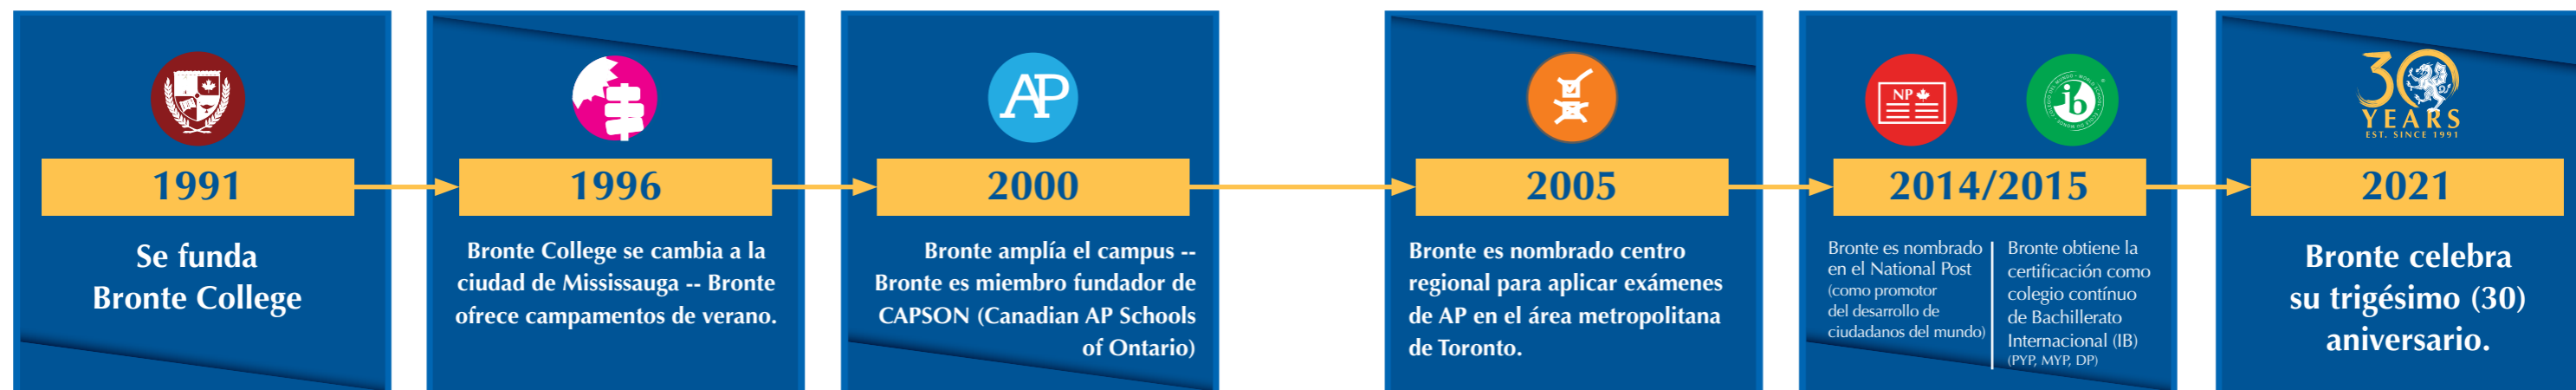 1991
Se funda
Bronte College
1996
Bronte College se cambia a la
ciudad de Mississauga -- Bronte
ofrece campamentos de verano.
AP
2000
Bronte amplía el campus --
Bronte es miembro fundador de
CAPSON (Canadian AP Schools
of Ontario)
2005
Bronte es nombrado centro
regional para aplicar exámenes
de AP en el área metropolitana
de Toronto.
NP
ib
2014/2015
Bronte es nombrado
en el National Post
(como promotor
del desarrollo de
ciudadanos del mundo)
Bronte obtiene la
certificación como
colegio contínuo
de Bachillerato
Internacional (IB)
(PYP, MYP, DP)
30
YEARS
EST. SINCE 1991
2021
Bronte celebra
su trigésimo (30)
aniversario.